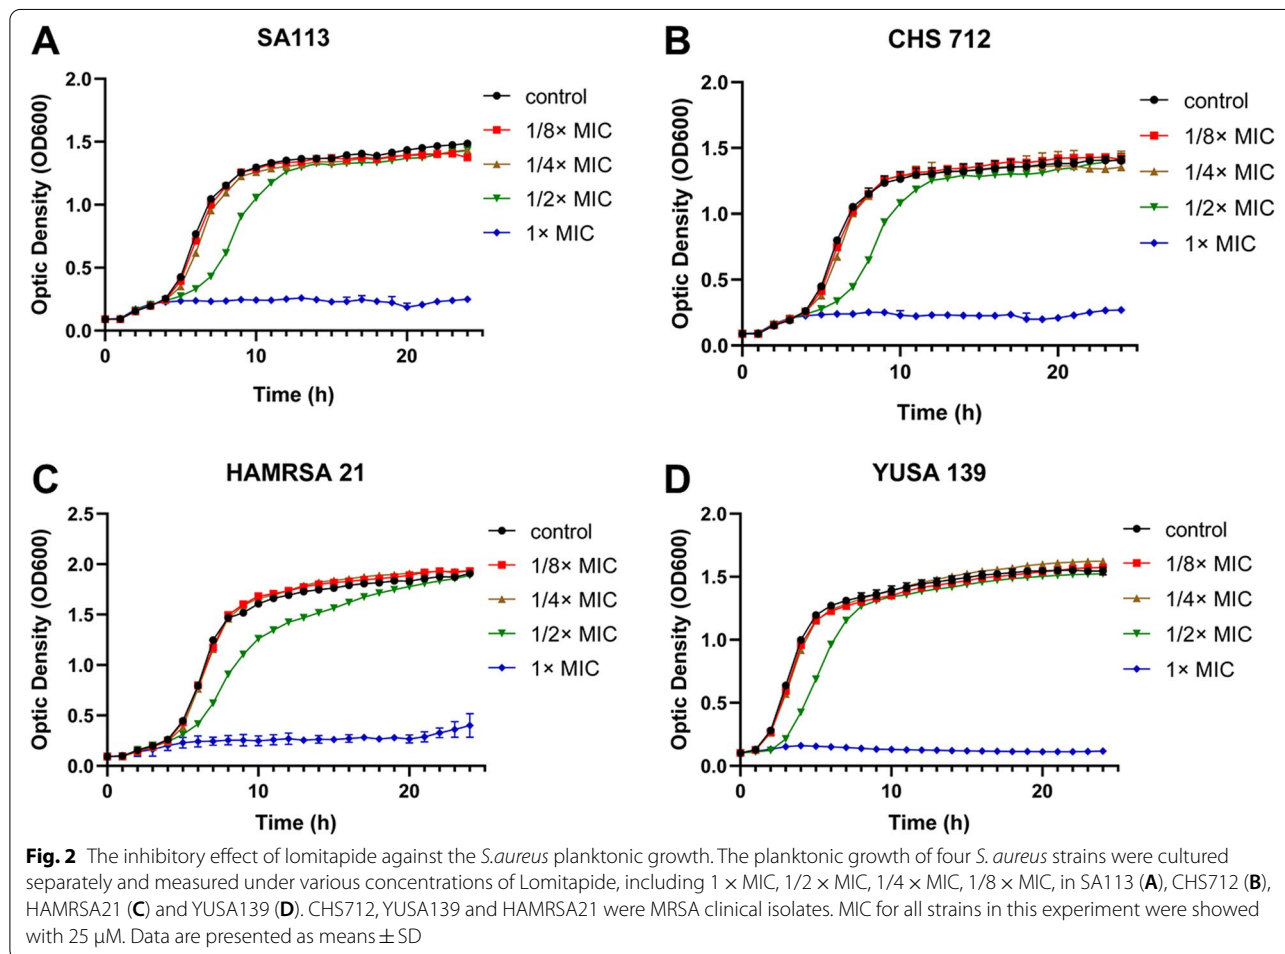 A
SA113
Optic Density (OD600)
2.0
1.5
1.0
0.5
0.0
0
10
20
Time (h)
control
1/8× MIC
1/4× MIC
1/2× MIC
1× MIC
B
CHS 712
Optic Density (OD600)
2.0
1.5
1.0
0.5
0.0
0
10
20
Time (h)
control
1/8× MIC
1/4× MIC
1/2× MIC
1× MIC
C
HAMRSA 21
Optic Density (OD600)
2.5
2.0
1.5
1.0
0.5
0.0
0
10
20
Time (h)
control
1/8× MIC
1/4× MIC
1/2× MIC
1× MIC
D
YUSA 139
Optic Density (OD600)
2.0
1.5
1.0
0.5
0.0
0
10
20
Time (h)
control
1/8× MIC
1/4× MIC
1/2× MIC
1× MIC
Fig. 2 The inhibitory effect of lomitapide against the S.aureus planktonic growth. The planktonic growth of four S. aureus strains were cultured
separately and measured under various concentrations of Lomitapide, including 1 × MIC, 1/2 × MIC, 1/4 × MIC, 1/8 × MIC, in SA113 (A), CHS712 (B),
HAMRSA21 (C) and YUSA139 (D). CHS712, YUSA139 and HAMRSA21 were MRSA clinical isolates. MIC for all strains in this experiment were showed
with 25 μM. Data are presented as means ± SD